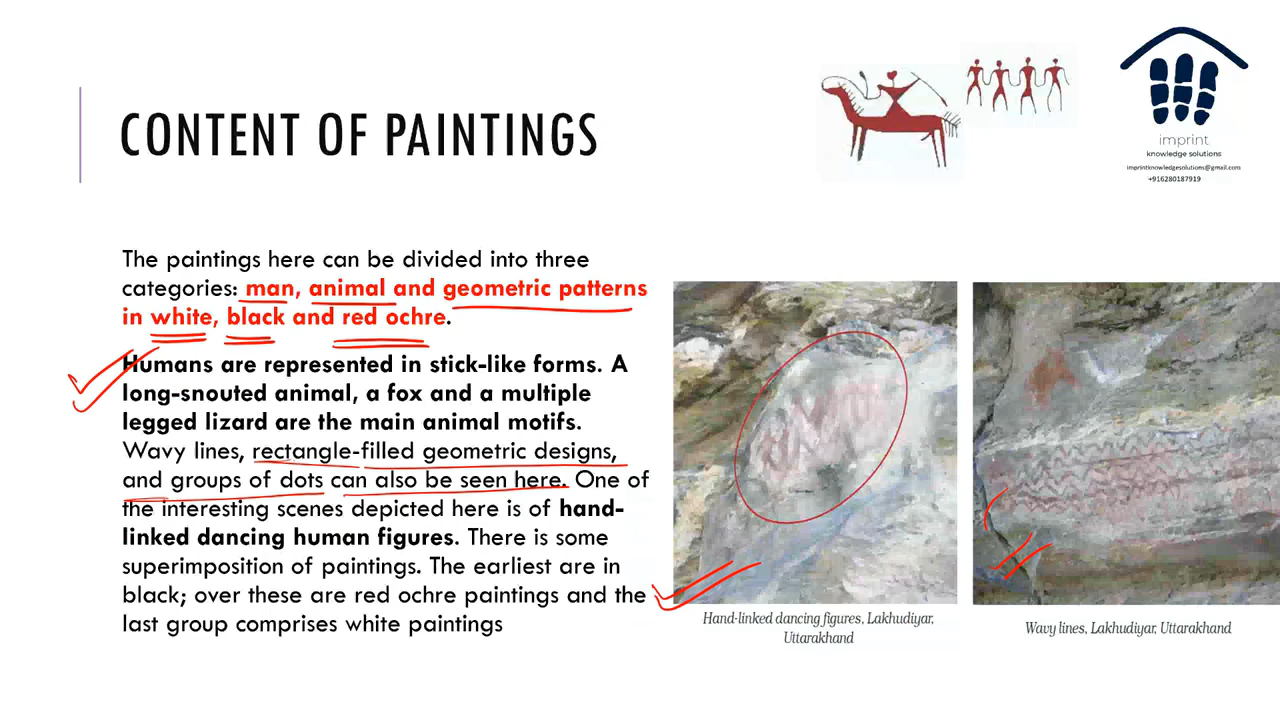 CONTENT OF PAINTINGS
imprint
knowledge solutions
imprintknowledgesolutions@gmail.com
+916280187919
The paintings here can be divided into three
categories: man, animal and geometric patterns
in white, black and red ochre.
Humans are represented in stick-like forms. A
long-snouted animal, a fox and a multiple
legged lizard are the main animal motifs.
Wavy lines, rectangle-filled geometric designs,
and groups of dots can also be seen here. One of
the interesting scenes depicted here is of hand-
linked dancing human figures. There is some
superimposition of paintings. The earliest are in
black; over these are red ochre paintings and the
last group comprises white paintings
Hand-linked dancing figures, Lakhudiyar,
Uttarakhand
Wavy lines, Lakhudiyar, Uttarakhand